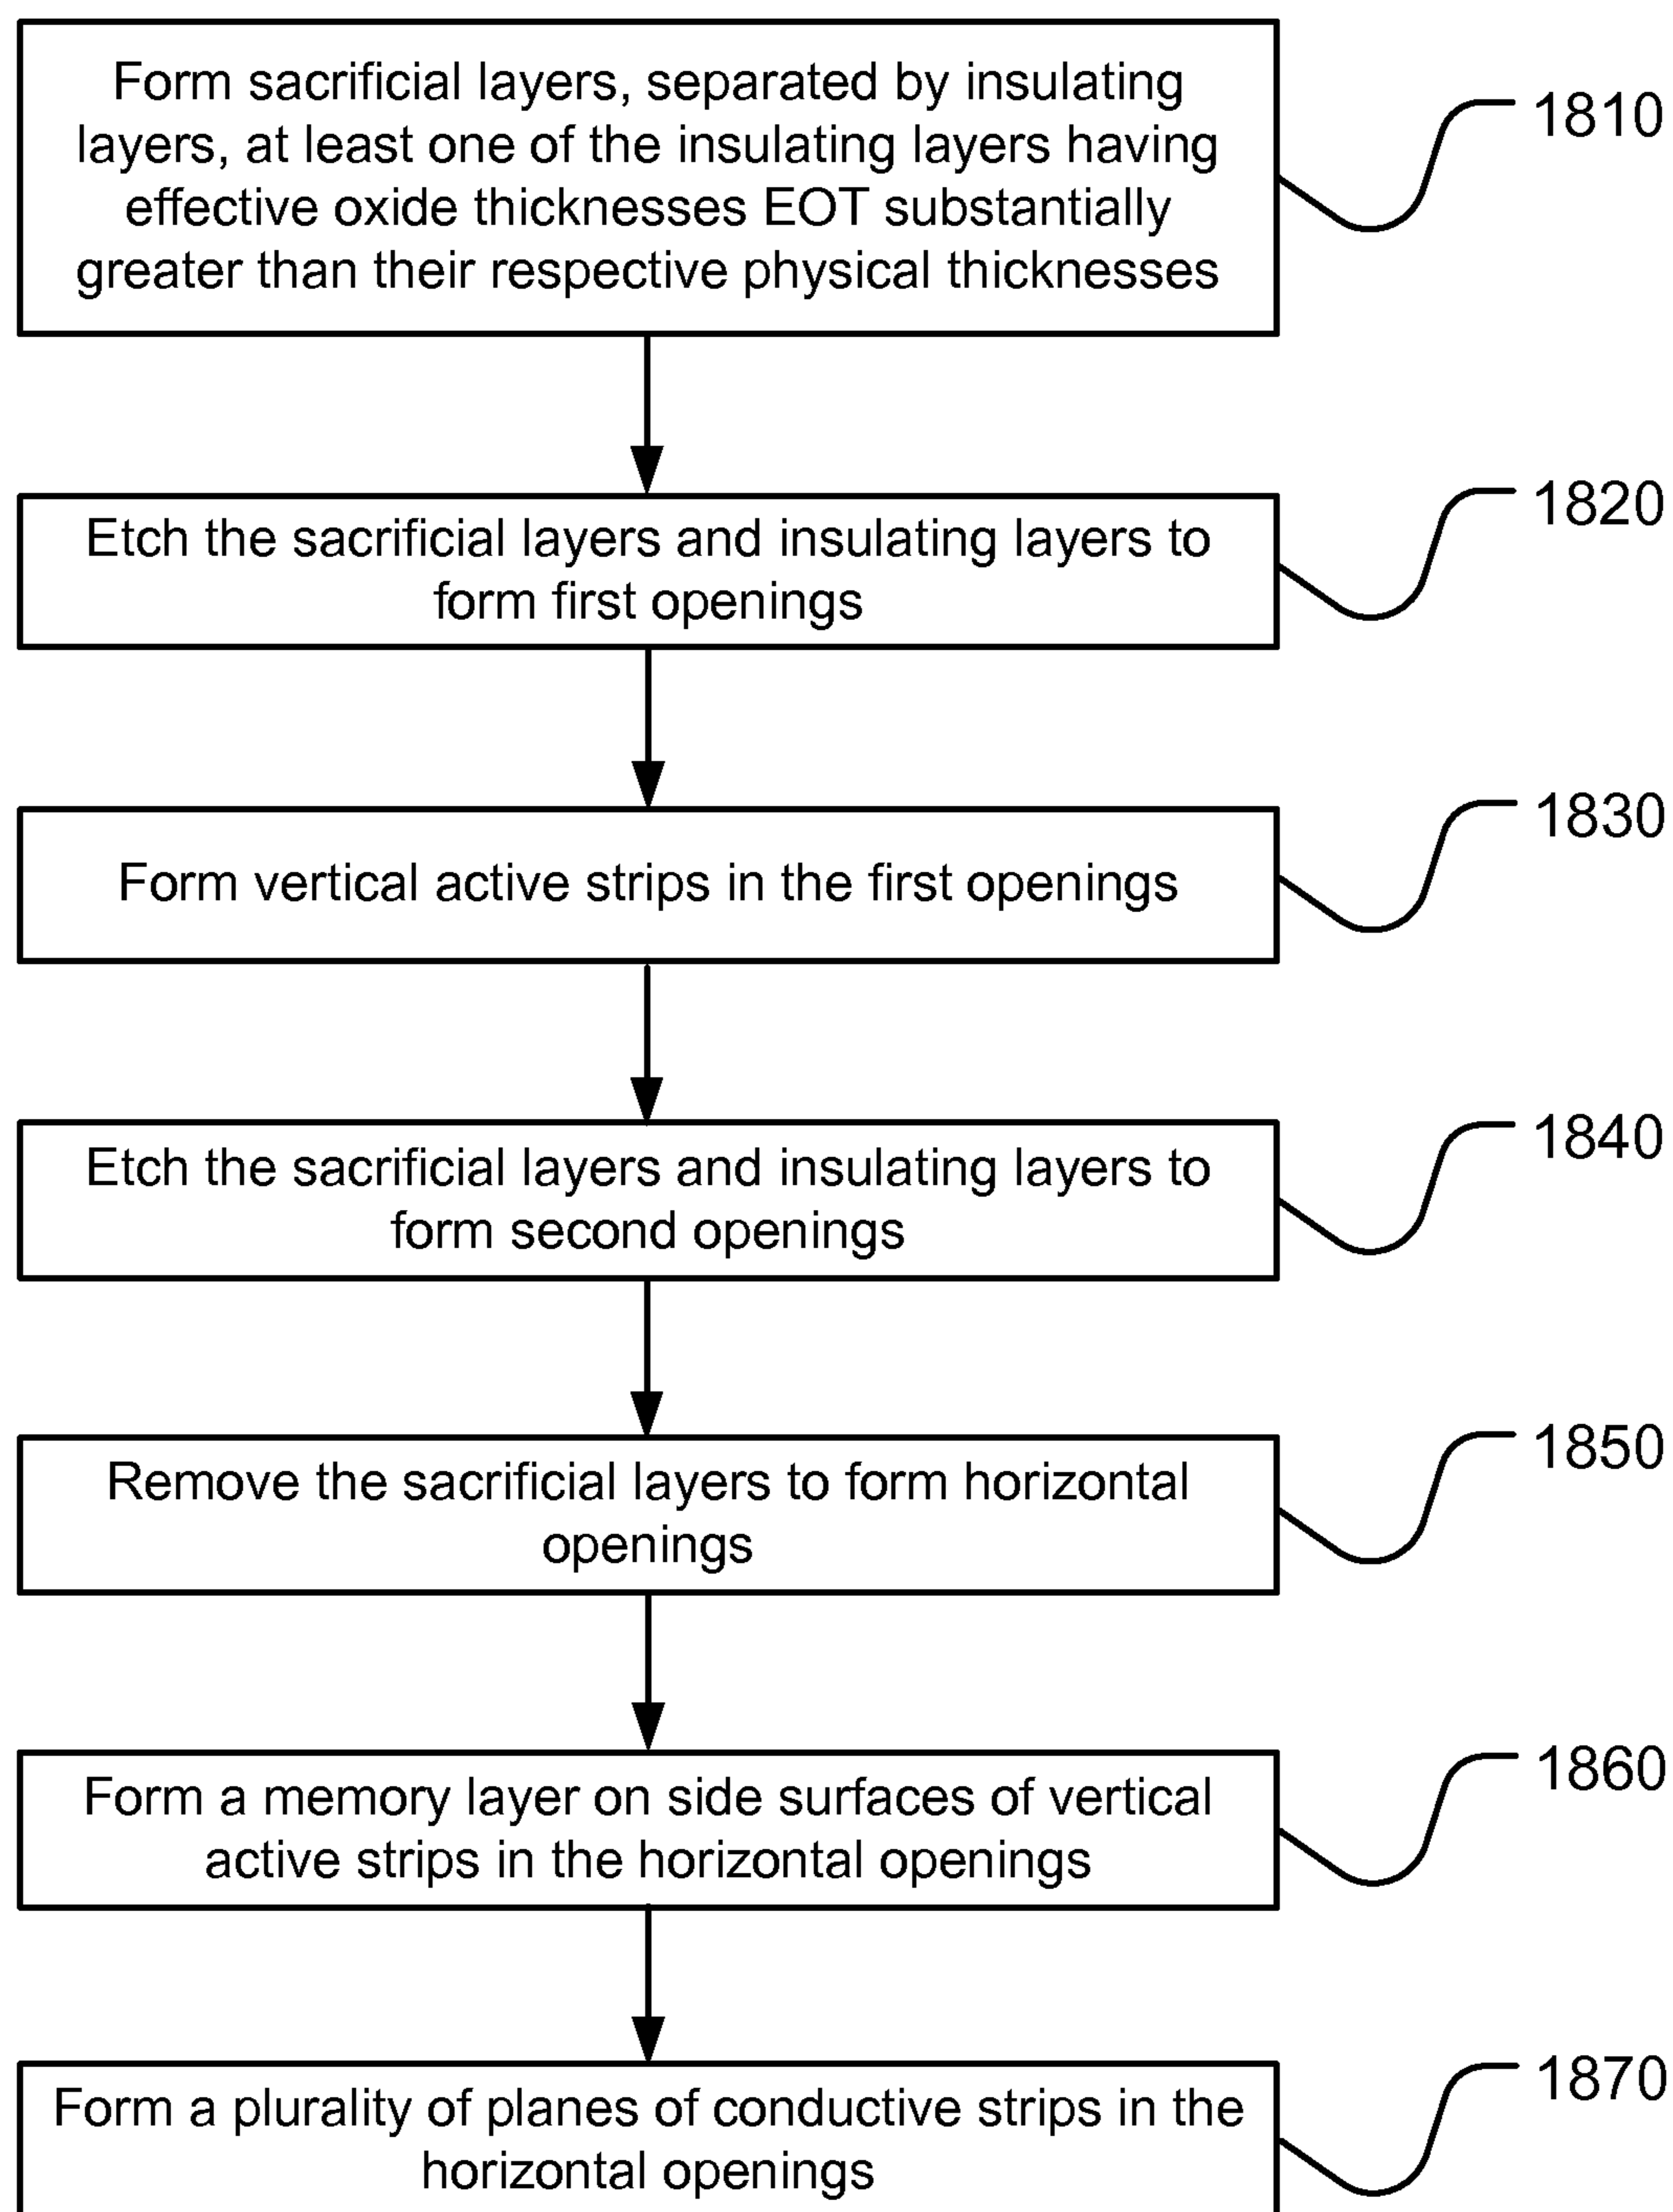 Form sacrificial layers, separated by insulating
layers, at least one of the insulating layers having
effective oxide thicknesses EOT substantially
greater than their respective physical thicknesses
1810
Etch the sacrificial layers and insulating layers to
form first openings
1820
Form vertical active strips in the first openings
1830
Etch the sacrificial layers and insulating layers to
form second openings
1840
Remove the sacrificial layers to form horizontal
openings
1850
Form a memory layer on side surfaces of vertical
active strips in the horizontal openings
1860
Form a plurality of planes of conductive strips in the
horizontal openings
1870